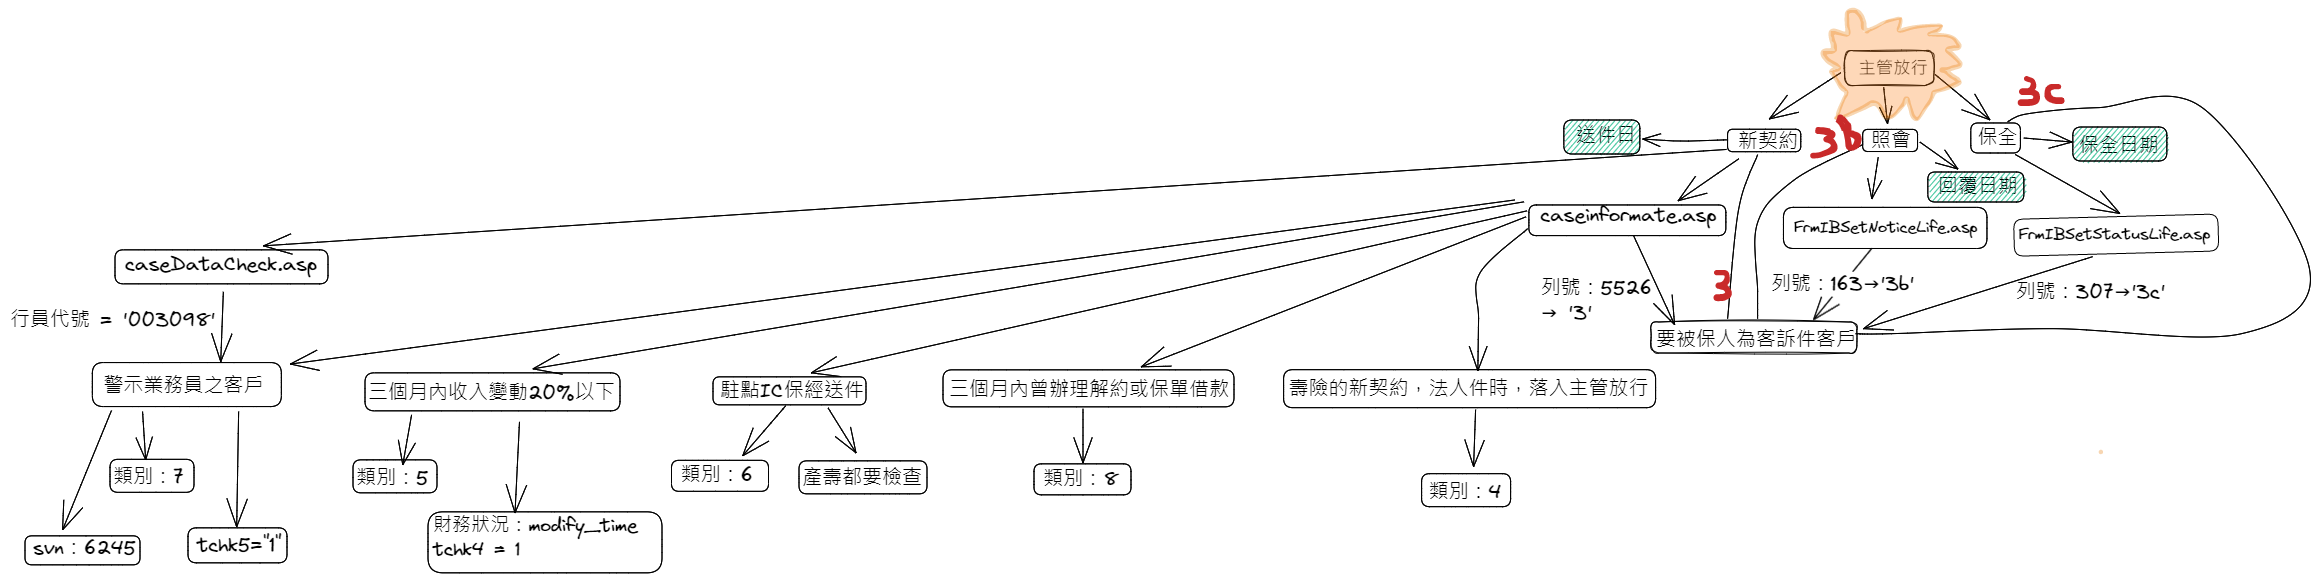 主管放行
3c
送件日
新契約
3b
照會
保全
保全日期
回覆日期
caseinformate.asp
FrmIBSetNoticeLife.asp
FrmIBSetStatusLife.asp
caseDataCheck.asp
列號：5526
→ '3'
3
列號：163→'3b'
列號：307→'3c'
行員代號 = '003098'
要被保人為客訴件客戶
警示業務員之客戶
三個月內收入變動20%以下
駐點IC保經送件
三個月內曾辦理解約或保單借款
壽險的新契約，法人件時，落入主管放行
類別：7
類別：5
類別：6
產壽都要檢查
類別：8
類別：4
svn：6245
tchk5="1"
財務狀況：modify_time
tchk4 = 1